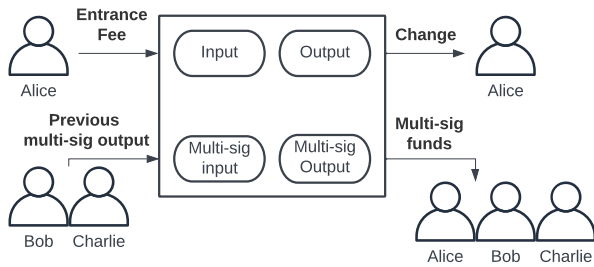 Entrance
Fee
Alice
Input
Output
Change
Alice
Previous
multi-sig output
Bob
Charlie
Multi-sig
input
Multi-sig
Output
Multi-sig
funds
Alice
Bob
Charlie